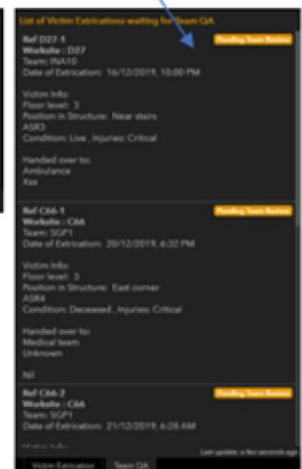 List of Victim Extrications waiting for Team QA
Ref D27-1 Pending Team Review
Worksite : D27
Team: INA10
Date of Extrication: 16/12/2019, 10:00 PM
Victim Info:
Floor level: 3
Position in Structure: Near stairs
ASR3
Condition: Live , Injuries: Critical
Handed over to:
Ambulance
Xxx
Ref C66-1 Pending Team Review
Worksite : C66
Team: SGP1
Date of Extrication: 20/12/2019, 6:32 PM
Victim Info:
Floor level: 3
Position in Structure: East corner
ASR4
Condition: Deceased , Injuries: Critical
Handed over to:
Medical team
Unknown
Nil
Ref C66-2 Pending Team Review
Worksite : C66
Team: SGP1
Date of Extrication: 21/12/2019, 6:28 AM
Victim Info:
Last update: a few seconds ago
Victim Extrication Team QA